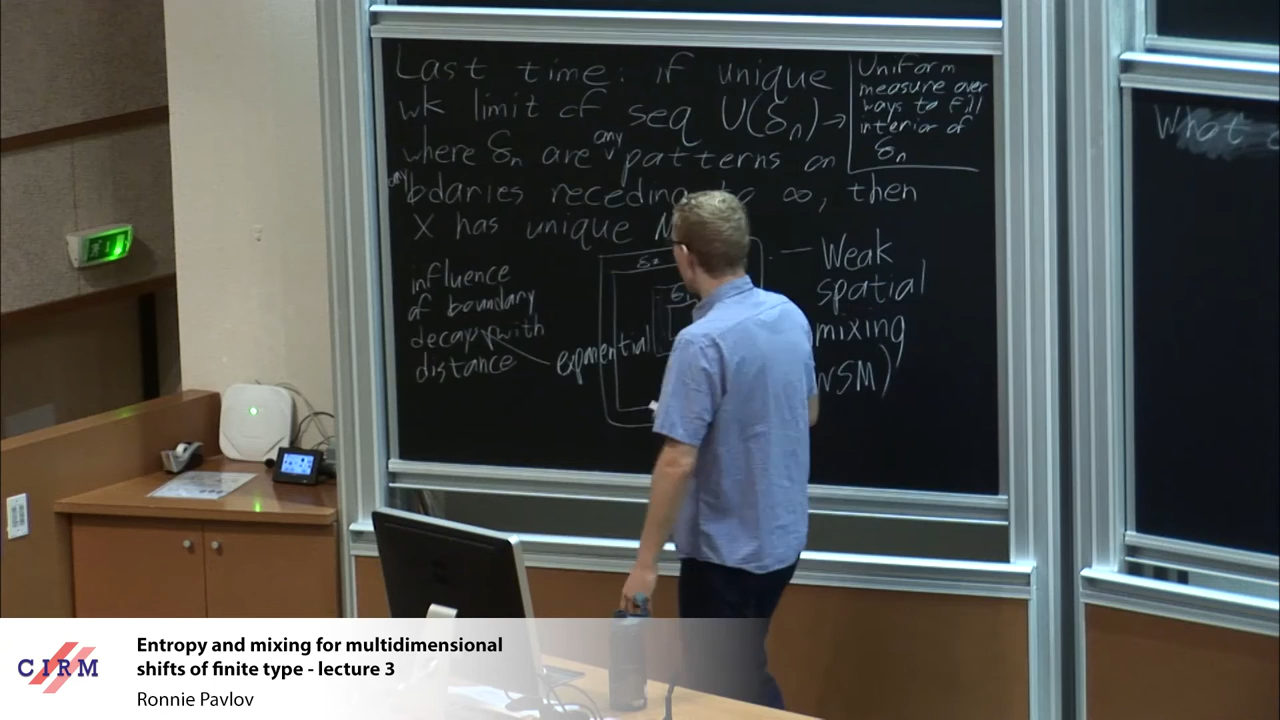 Last time: if unique
wk limit of seq U(δₙ) →
where δₙ are any patterns on
any bdaries receding to ∞, then
X has unique
Uniform
measure over
ways to fill
interior of
δₙ
influence
of boundary
decays with
distance
exponential
δ₂
δ₁
— Weak
spatial
mixing
WSM)
What
CIRM
Entropy and mixing for multidimensional
shifts of finite type - lecture 3
Ronnie Pavlov